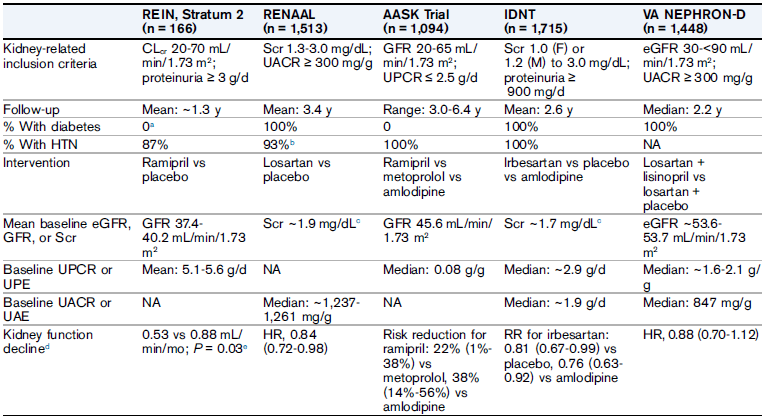 REIN, Stratum 2 RENAAL AASK Trial IDNT VA NEPHRON-D
(n = 166) (n = 1,513) (n = 1,094) (n = 1,715) (n = 1,448)
Kidney-related CLcr 20-70 mL/ Scr 1.3-3.0 mg/dL; GFR 20-65 mL/ Scr 1.0 (F) or eGFR 30-<90 mL/
inclusion criteria min/1.73 m2; UACR ≥ 300 mg/g min/1.73 m2; 1.2 (M) to 3.0 mg/dL; min/1.73 m2;
proteinuria ≥ 3 g/d UPCR ≤ 2.5 g/d proteinuria ≥ UACR ≥ 300 mg/g
900 mg/d
Follow-up Mean: ~1.3 y Mean: 3.4 y Range: 3.0-6.4 y Mean: 2.6 y Median: 2.2 y
% With diabetes 0a 100% 0 100% 100%
% With HTN 87% 93%b 100% 100% NA
Intervention Ramipril vs Losartan vs Ramipril vs Irbesartan vs placebo Losartan +
placebo placebo metoprolol vs vs amlodipine lisinopril vs
amlodipine losartan +
placebo
Mean baseline eGFR, GFR 37.4- Scr ~1.9 mg/dLc GFR 45.6 mL/min/ Scr ~1.7 mg/dLc eGFR ~53.6-
GFR, or Scr 40.2 mL/min/1.73 1.73 m2 53.7 mL/min/1.73
m2 m2
Baseline UPCR or Mean: 5.1-5.6 g/d NA Median: 0.08 g/g Median: ~2.9 g/d Median: ~1.6-2.1 g/
UPE g
Baseline UACR or NA Median: ~1,237- NA Median: ~1.9 g/d Median: 847 mg/g
UAE 1,261 mg/g
Kidney function 0.53 vs 0.88 mL/ HR, 0.84 Risk reduction for RR for irbesartan: HR, 0.88 (0.70-1.12)
declined min/mo; P = 0.03e (0.72-0.98) ramipril: 22% (1%- 0.81 (0.67-0.99) vs
38%) vs placebo, 0.76 (0.63-
metoprolol, 38% 0.92) vs amlodipine
(14%-56%) vs
amlodipine